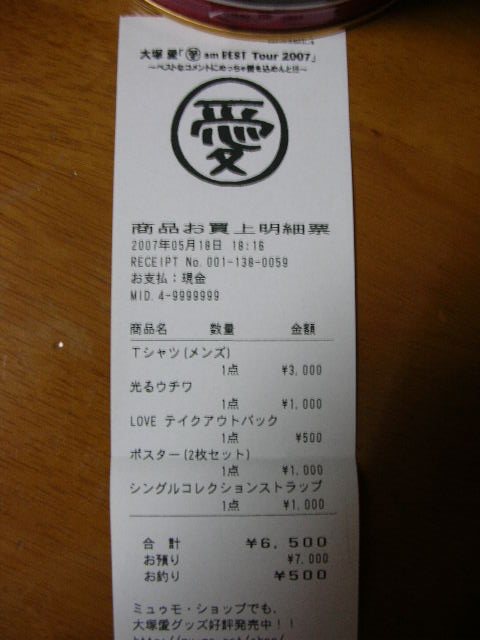 大塚 愛「愛 am BEST Tour 2007」
～ベストなコメントにめっちゃ愛を込めんと!!～
愛
商品お買上明細票
2007年05月18日 18:16
RECEIPT No.001-138-0059
お支払：現金
MID.4-9999999
商品名 数量 金額
Tシャツ(メンズ)
1点 ¥3,000
光るウチワ
1点 ¥1,000
LOVE テイクアウトバック
1点 ¥500
ポスター(2枚セット)
1点 ¥1,000
シングルコレクションストラップ
1点 ¥1,000
合 計 ¥6,500
お預り ¥7,000
お釣り ¥500
ミュゥモ・ショップでも、
大塚愛グッズ好評発売中！！